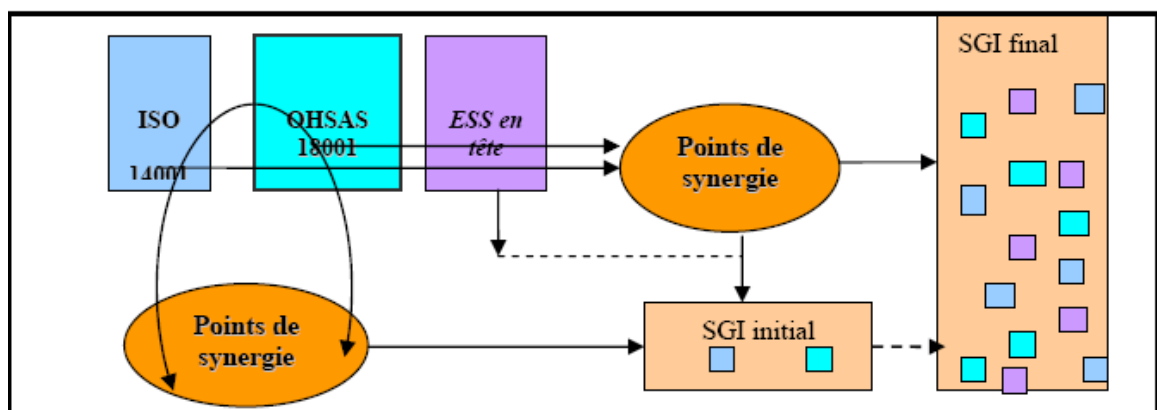 ISO
14001
OHSAS
18001
ESS en
tête
Points de
synergie
SGI final
Points de
synergie
SGI initial